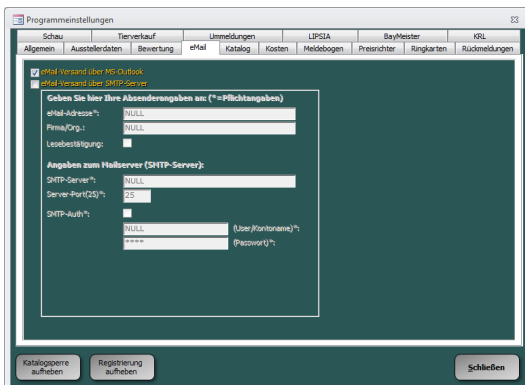 Programmeinstellungen
Schau Tierverkauf Ummeldungen LIPSIA BayMeister KRL
Allgemein Ausstellerdaten Bewertung eMail Katalog Kosten Meldebogen Preisrichter Ringkarten Rückmeldungen
eMail-Versand über MS-Outlook
eMail-Versand über SMTP-Server
Geben Sie hier Ihre Absenderangaben an: (*=Pflichtangaben)
eMail-Adresse*: NULL
Firma/Org.: NULL
Lesebestätigung:
Angaben zum Mailserver (SMTP-Server):
SMTP-Server*: NULL
Server-Port(25)*: 25
SMTP-Auth*:
NULL (User/Kontoname)*:
**** (Passwort)*:
Katalogsperre aufheben
Registrierung aufheben
Schließen